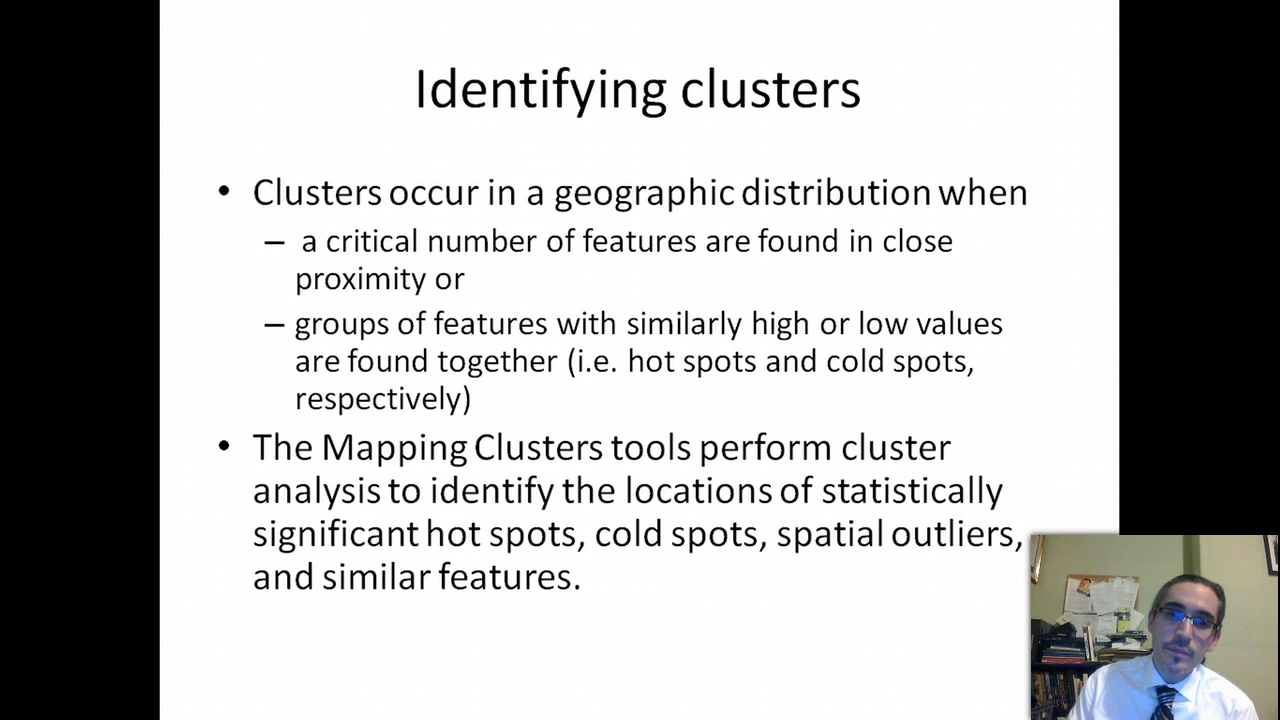 Identifying clusters
• Clusters occur in a geographic distribution when
– a critical number of features are found in close
proximity or
– groups of features with similarly high or low values
are found together (i.e. hot spots and cold spots,
respectively)
• The Mapping Clusters tools perform cluster
analysis to identify the locations of statistically
significant hot spots, cold spots, spatial outliers,
and similar features.